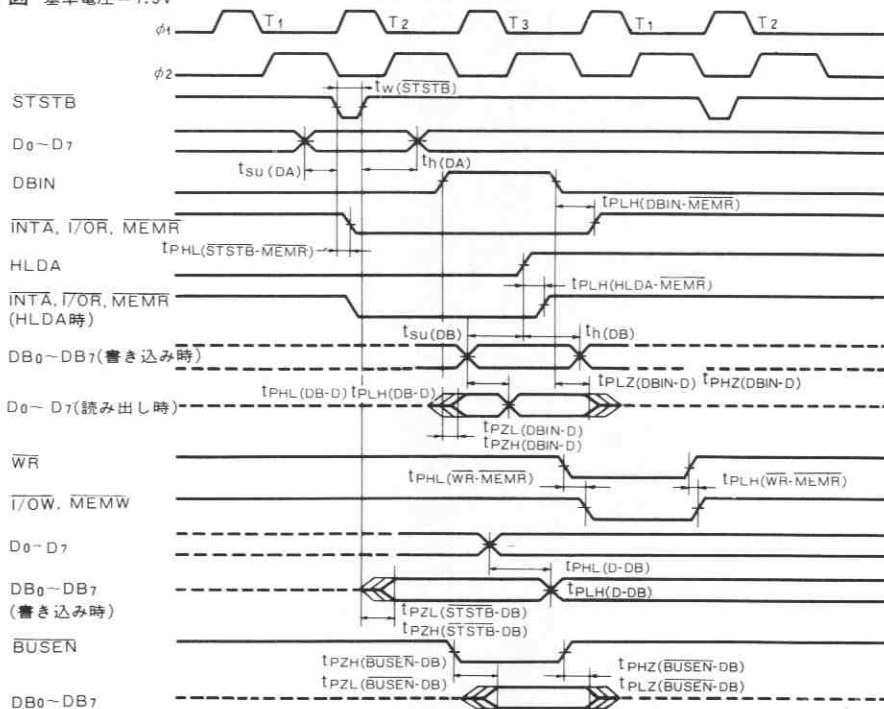 図 基準電圧=1.5V
φ1 T1 T2 T3 T1 T2
φ2
STSTB tw(STSTB)
D0~D7
tsu(DA) th(DA)
DBIN
tPLH(DBIN-MEMR)
INTA, I/OR, MEMR
tPHL(STSTB-MEMR)
HLDA
tPLH(HLDA-MEMR)
INTA, I/OR, MEMR
(HLDA時)
tsu(DB) th(DB)
DB0~DB7(書き込み時)
tPHL(DB-D) tPLH(DB-D) tPLZ(DBIN-D) tPHZ(DBIN-D)
D0~D7(読み出し時)
tPZL(DBIN-D)
tPZH(DBIN-D)
WR
tPHL(WR-MEMR) tPLH(WR-MEMR)
I/OW, MEMW
D0~D7
tPHL(D-DB)
DB0~DB7 tPLH(D-DB)
(書き込み時)
tPZL(STSTB-DB)
tPZH(STSTB-DB)
BUSEN
tPZH(BUSEN-DB) tPHZ(BUSEN-DB)
tPZL(BUSEN-DB) tPLZ(BUSEN-DB)
DB0~DB7